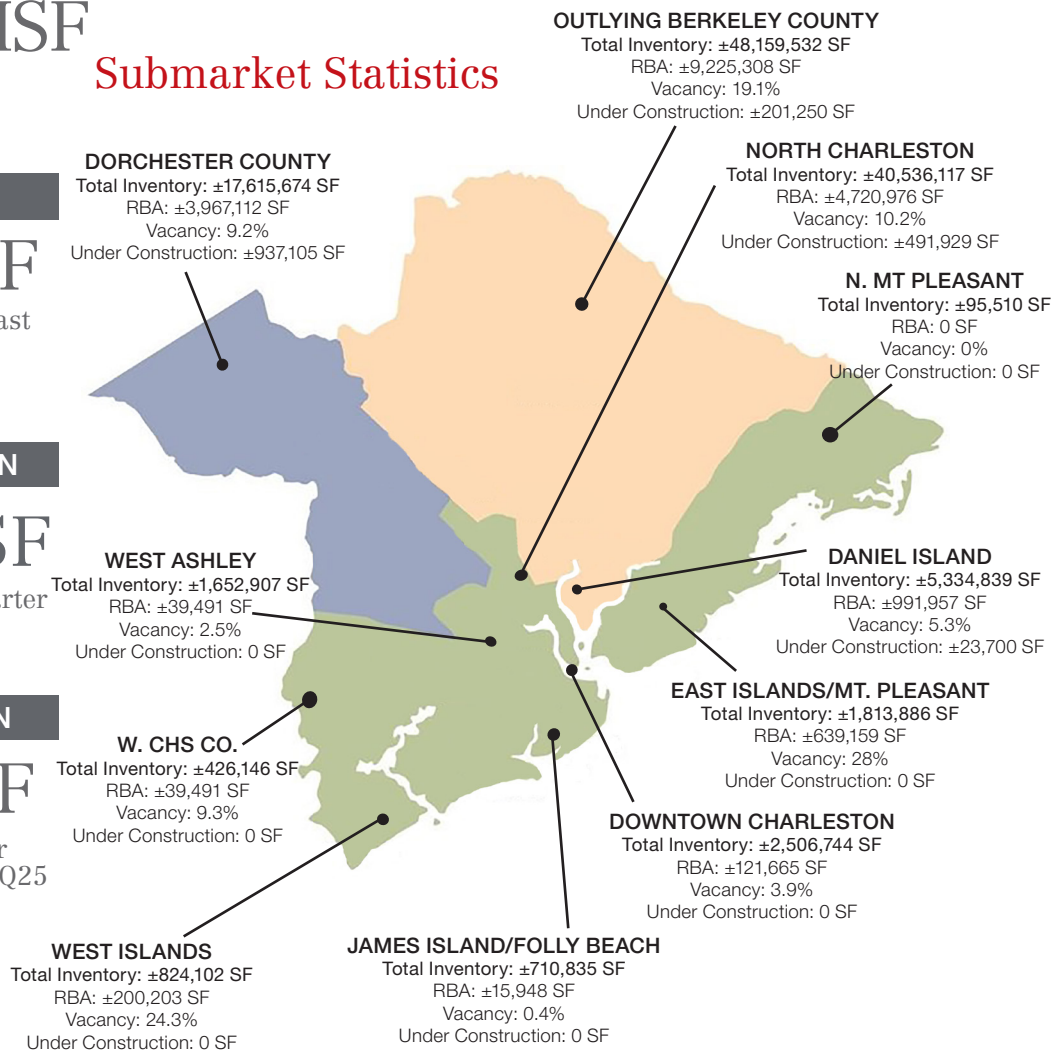 ISF
Submarket Statistics
OUTLYING BERKELEY COUNTY
Total Inventory: ±48,159,532 SF
RBA: ±9,225,308 SF
Vacancy: 19.1%
Under Construction: ±201,250 SF
DORCHESTER COUNTY
Total Inventory: ±17,615,674 SF
RBA: ±3,967,112 SF
Vacancy: 9.2%
Under Construction: ±937,105 SF
NORTH CHARLESTON
Total Inventory: ±40,536,117 SF
RBA: ±4,720,976 SF
Vacancy: 10.2%
Under Construction: ±491,929 SF
F
ast
N. MT PLEASANT
Total Inventory: ±95,510 SF
RBA: 0 SF
Vacancy: 0%
Under Construction: 0 SF
N
SF
arter
WEST ASHLEY
Total Inventory: ±1,652,907 SF
RBA: ±39,491 SF
Vacancy: 2.5%
Under Construction: 0 SF
DANIEL ISLAND
Total Inventory: ±5,334,839 SF
RBA: ±991,957 SF
Vacancy: 5.3%
Under Construction: ±23,700 SF
EAST ISLANDS/MT. PLEASANT
Total Inventory: ±1,813,886 SF
RBA: ±639,159 SF
Vacancy: 28%
Under Construction: 0 SF
N
F
r
Q25
W. CHS CO.
Total Inventory: ±426,146 SF
RBA: ±39,491 SF
Vacancy: 9.3%
Under Construction: 0 SF
DOWNTOWN CHARLESTON
Total Inventory: ±2,506,744 SF
RBA: ±121,665 SF
Vacancy: 3.9%
Under Construction: 0 SF
WEST ISLANDS
Total Inventory: ±824,102 SF
RBA: ±200,203 SF
Vacancy: 24.3%
Under Construction: 0 SF
JAMES ISLAND/FOLLY BEACH
Total Inventory: ±710,835 SF
RBA: ±15,948 SF
Vacancy: 0.4%
Under Construction: 0 SF